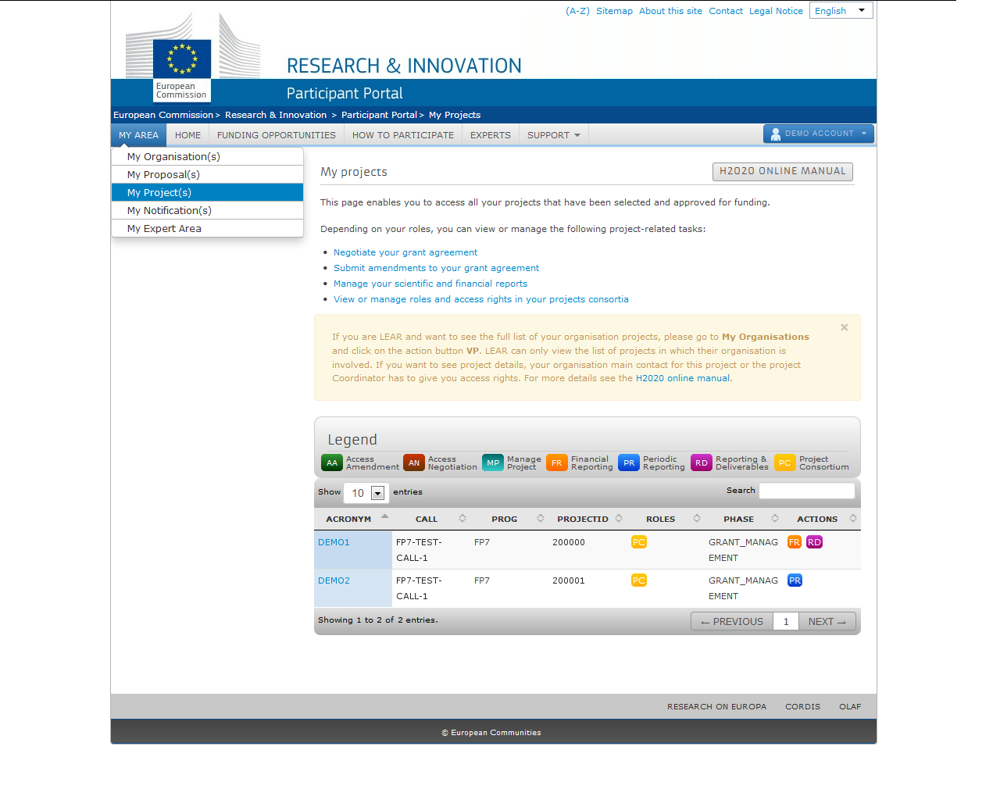 (A-Z) Sitemap About this site Contact Legal Notice English
RESEARCH & INNOVATION
European
Commission
Participant Portal
European Commission > Research & Innovation > Participant Portal > My Projects
MY AREA HOME FUNDING OPPORTUNITIES HOW TO PARTICIPATE EXPERTS SUPPORT DEMO ACCOUNT
My Organisation(s)
My Proposal(s)
My Project(s)
My Notification(s)
My Expert Area
My projects H2020 ONLINE MANUAL
This page enables you to access all your projects that have been selected and approved for funding.
Depending on your roles, you can view or manage the following project-related tasks:
• Negotiate your grant agreement
• Submit amendments to your grant agreement
• Manage your scientific and financial reports
• View or manage roles and access rights in your projects consortia
×
If you are LEAR and want to see the full list of your organisation projects, please go to My Organisations
and click on the action button VP. LEAR can only view the list of projects in which their organisation is
involved. If you want to see project details, your organisation main contact for this project or the project
Coordinator has to give you access rights. For more details see the H2020 online manual.
Legend
AA Access Amendment AN Access Negotiation MP Manage Project FR Financial Reporting PR Periodic Reporting RD Reporting & Deliverables PC Project Consortium
Show 10 entries Search
ACRONYM CALL PROG PROJECTID ROLES PHASE ACTIONS
DEMO1 FP7-TEST-CALL-1 FP7 200000 PC GRANT_MANAGEMENT FR RD
DEMO2 FP7-TEST-CALL-1 FP7 200001 PC GRANT_MANAGEMENT PR
Showing 1 to 2 of 2 entries. ← PREVIOUS 1 NEXT →
RESEARCH ON EUROPA CORDIS OLAF
© European Communities